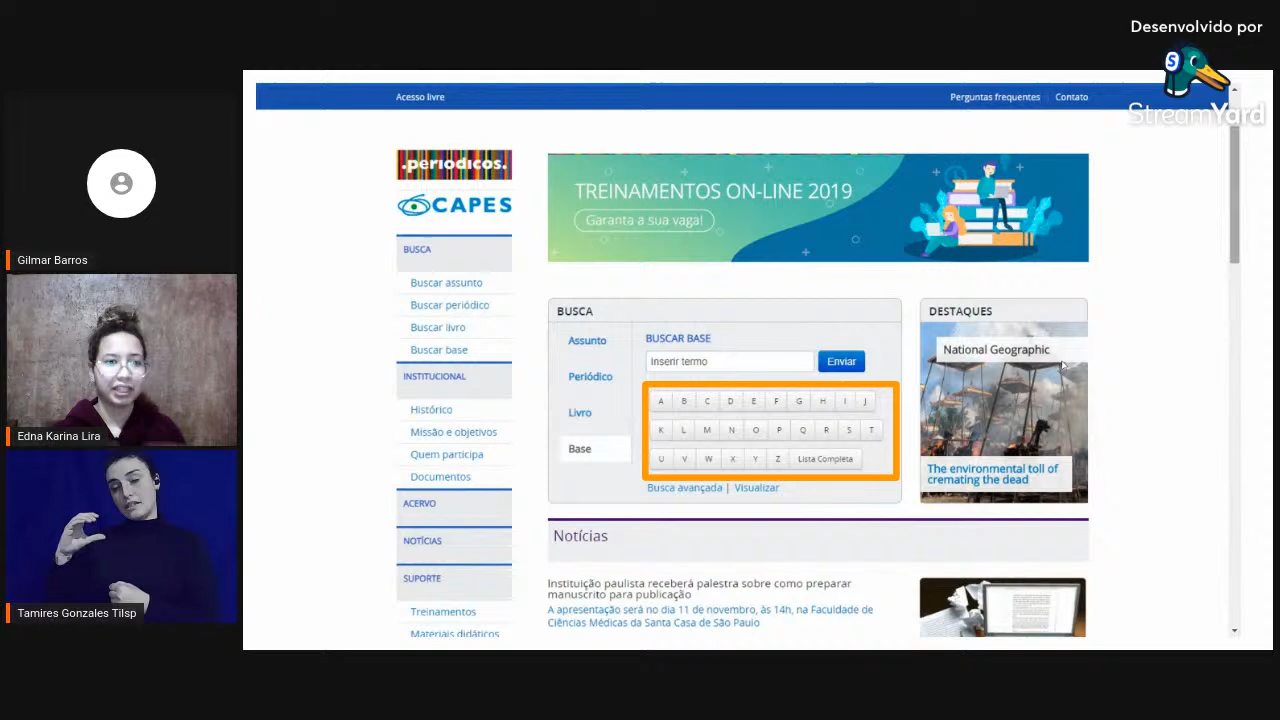 Desenvolvido por
StreamYard
Gilmar Barros
Edna Karina Lira
Tamires Gonzales Tilsp
Acesso livre
Perguntas frequentes
Contato
.periodicos.
CAPES
BUSCA
Buscar assunto
Buscar periódico
Buscar livro
Buscar base
INSTITUCIONAL
Histórico
Missão e objetivos
Quem participa
Documentos
ACERVO
NOTÍCIAS
SUPORTE
Treinamentos
Materiais didáticos
TREINAMENTOS ON-LINE 2019
Garanta a sua vaga!
BUSCA
Assunto
Periódico
Livro
Base
BUSCAR BASE
Inserir termo
Enviar
A B C D E F G H I J
K L M N O P Q R S T
U V W X Y Z Lista Completa
Busca avançada | Visualizar
DESTAQUES
National Geographic
The environmental toll of
cremating the dead
Notícias
Instituição paulista receberá palestra sobre como preparar
manuscrito para publicação
A apresentação será no dia 11 de novembro, às 14h, na Faculdade de
Ciências Médicas da Santa Casa de São Paulo